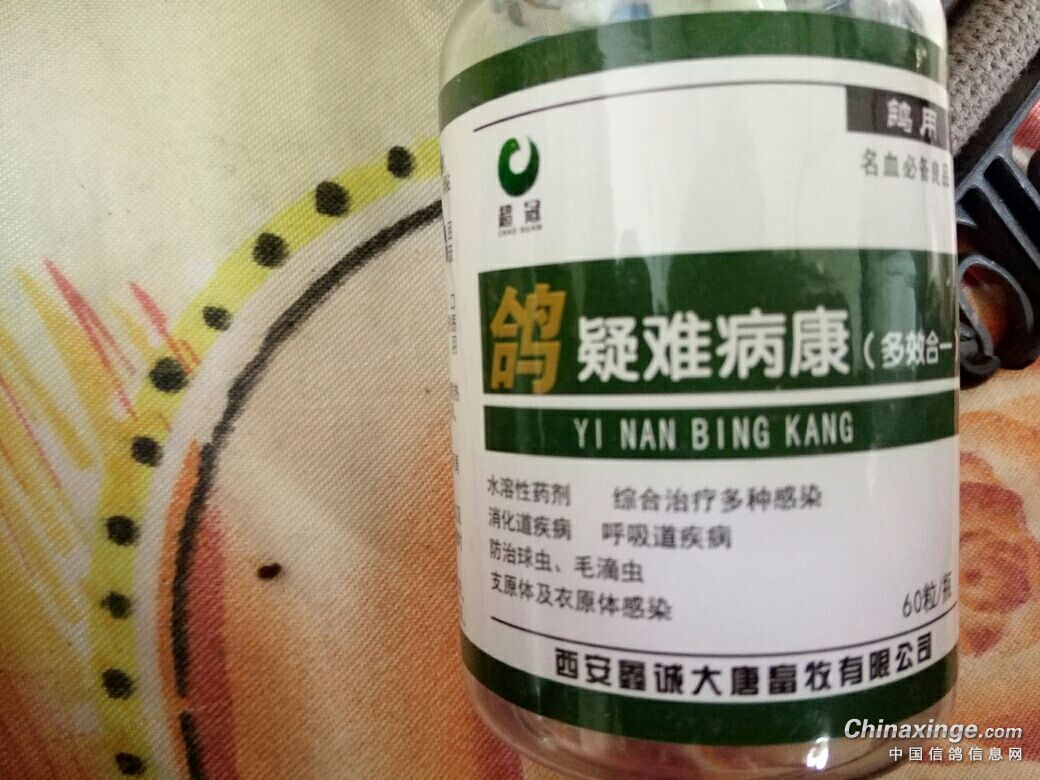 鸽用
名血必备良品
超冠
鸽疑难病康（多效合一）
YI NAN BING KANG
水溶性药剂 综合治疗多种感染
消化道疾病 呼吸道疾病
防治球虫、毛滴虫
支原体及衣原体感染
60粒/瓶
西安鑫诚大唐畜牧有限公司
Chinaxinge.com
中国信鸽信息网